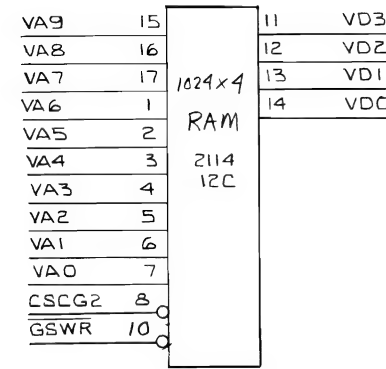 VA9 15 11 VD3
VA8 16 12 VD2
VA7 17 1024x4 13 VD1
VA6 1 14 VD0
RAM
VA5 2
VA4 3 2114
VA3 4 12C
VA2 5
VA1 6
VA0 7
CSCG2 8
GSWR 10